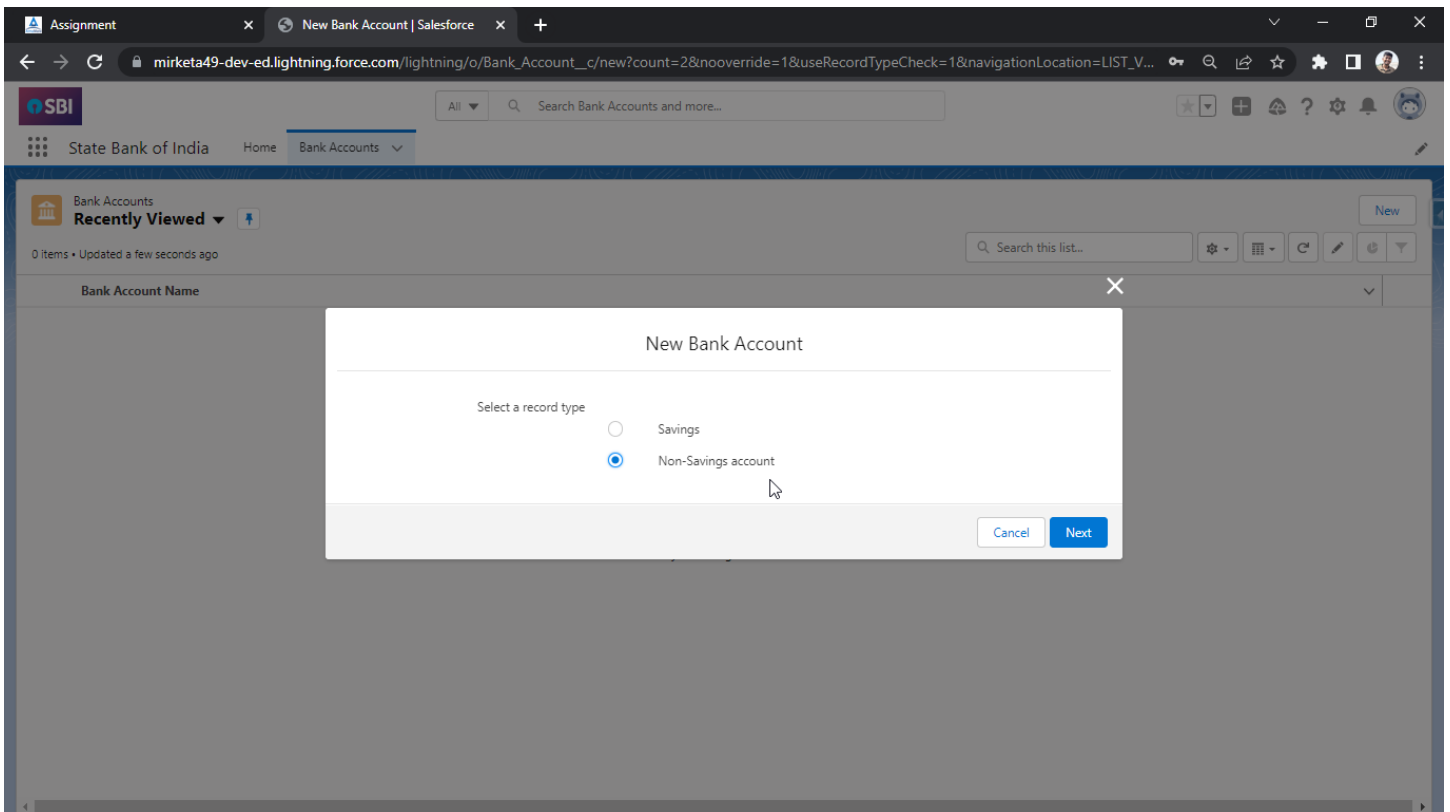 Assignment
New Bank Account | Salesforce
mirketa49-dev-ed.lightning.force.com/lightning/o/Bank_Account__c/new?count=2&nooverride=1&useRecordTypeCheck=1&navigationLocation=LIST_V...
SBI
All
Search Bank Accounts and more...
State Bank of India
Home
Bank Accounts
Bank Accounts
Recently Viewed
New
0 items • Updated a few seconds ago
Search this list...
Bank Account Name
New Bank Account
Select a record type
Savings
Non-Savings account
Cancel
Next